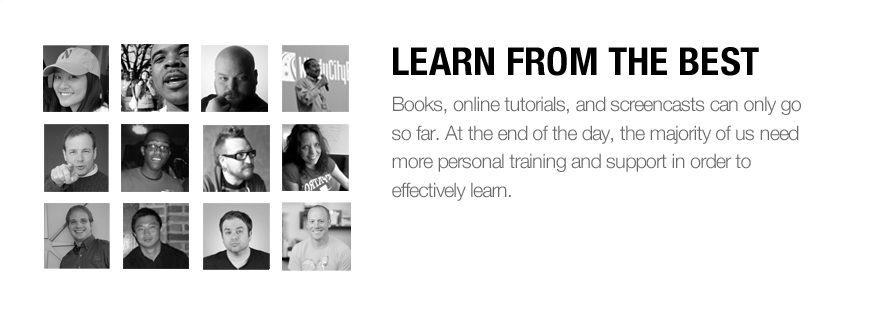 LEARN FROM THE BEST
Books, online tutorials, and screencasts can only go
so far. At the end of the day, the majority of us need
more personal training and support in order to
effectively learn.